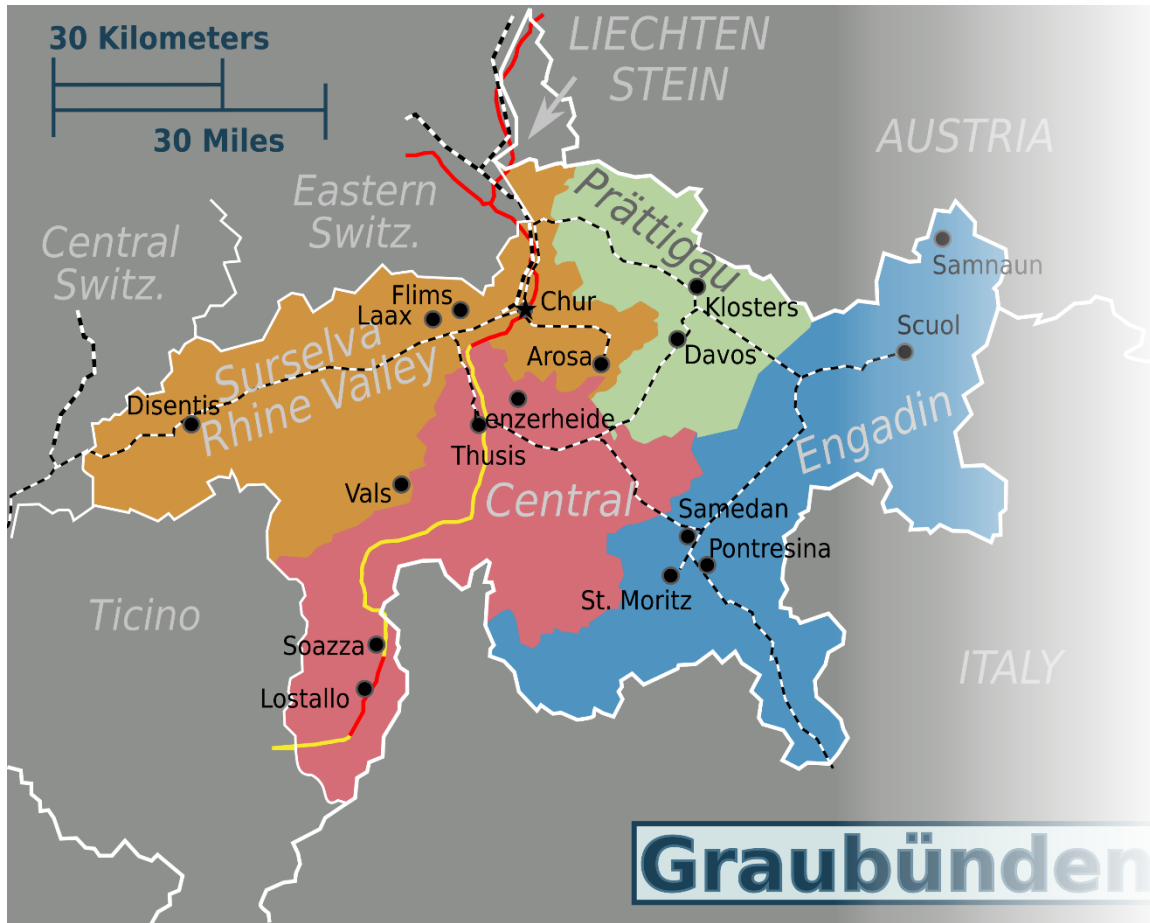 30 Kilometers
30 Miles
LIECHTEN
STEIN
AUSTRIA
Eastern
Switz.
Central
Switz.
Prättigau
Samnaun
Flims
Laax
Chur
Klosters
Scuol
Arosa
Davos
Surselva
Rhine Valley
Disentis
Lenzerheide
Thusis
Engadin
Vals
Central
Samedan
Pontresina
St. Moritz
Ticino
Soazza
Lostallo
ITALY
Graubünden